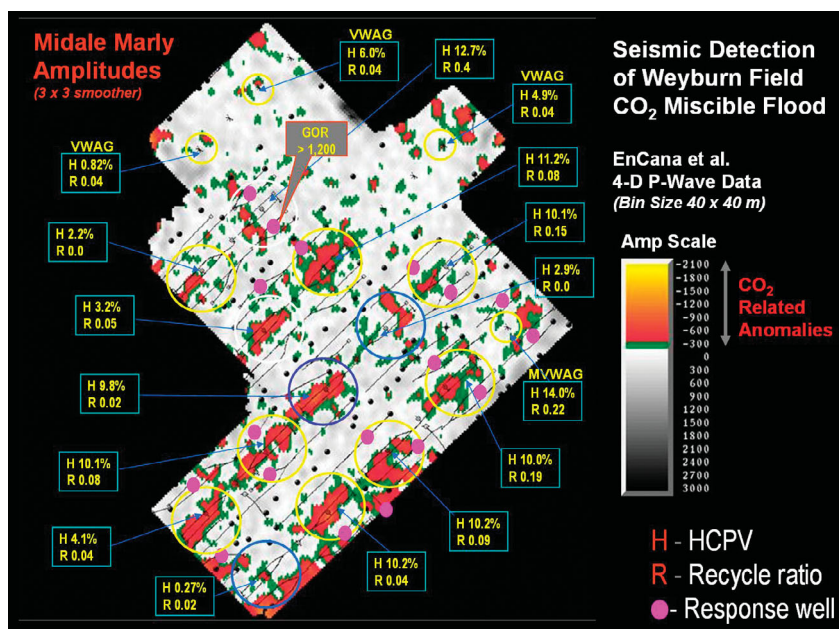 Midale Marly
Amplitudes
(3 x 3 smoother)
VWAG
H 6.0%
R 0.04
H 12.7%
R 0.4
VWAG
H 4.9%
R 0.04
VWAG
H 0.82%
R 0.04
GOR
> 1,200
H 11.2%
R 0.08
H 2.2%
R 0.0
H 10.1%
R 0.15
H 2.9%
R 0.0
H 3.2%
R 0.05
H 9.8%
R 0.02
MVWAG
H 14.0%
R 0.22
H 10.1%
R 0.08
H 10.0%
R 0.19
H 4.1%
R 0.04
H 10.2%
R 0.09
H 10.2%
R 0.04
H 0.27%
R 0.02
Seismic Detection
of Weyburn Field
CO2 Miscible Flood
EnCana et al.
4-D P-Wave Data
(Bin Size 40 x 40 m)
Amp Scale
-2100
-1800
-1500
-1200
-900
-600
-300
0
300
600
900
1200
1500
1800
2100
2400
2700
3000
CO2
Related
Anomalies
H - HCPV
R - Recycle ratio
- Response well